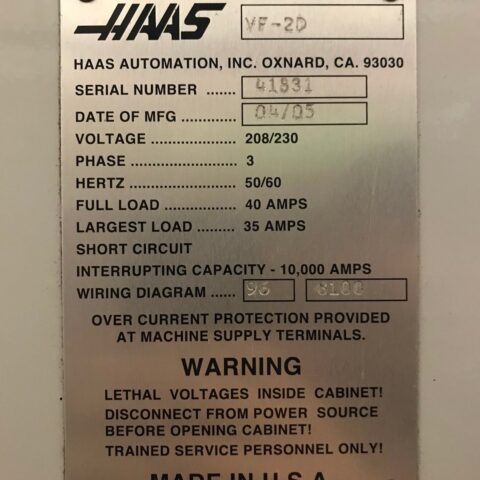 HAAS VF-2D
HAAS AUTOMATION, INC. OXNARD, CA. 93030
SERIAL NUMBER ....... 41831
DATE OF MFG ............ 04/05
VOLTAGE .................. 208/230
PHASE ...................... 3
HERTZ ...................... 50/60
FULL LOAD ............... 40 AMPS
LARGEST LOAD ......... 35 AMPS
SHORT CIRCUIT
INTERRUPTING CAPACITY - 10,000 AMPS
WIRING DIAGRAM ...... 96
OVER CURRENT PROTECTION PROVIDED
AT MACHINE SUPPLY TERMINALS.
WARNING
LETHAL VOLTAGES INSIDE CABINET!
DISCONNECT FROM POWER SOURCE
BEFORE OPENING CABINET!
TRAINED SERVICE PERSONNEL ONLY!
MADE IN U.S.A.